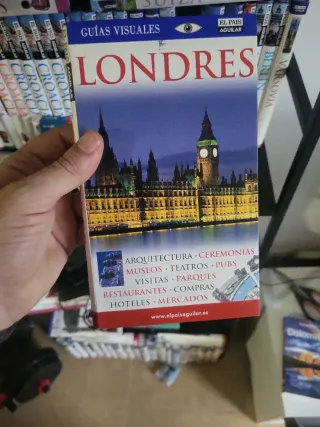 GUÍAS VISUALES
EL PAIS
AGUILAR
LONDRES
ARQUITECTURA · CEREMONIAS
MUSEOS · TEATROS · PUBS
VISITAS · PARQUES
RESTAURANTES · COMPRAS
HOTELES · MERCADOS
www.elpaisaguilar.es